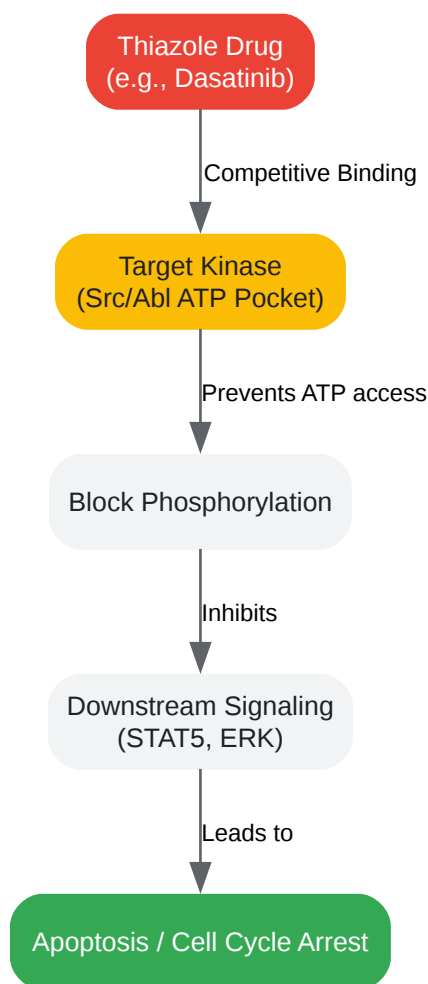 Thiazole Drug
(e.g., Dasatinib)
Competitive Binding
Target Kinase
(Src/Abl ATP Pocket)
Prevents ATP access
Block Phosphorylation
Inhibits
Downstream Signaling
(STAT5, ERK)
Leads to
Apoptosis / Cell Cycle Arrest